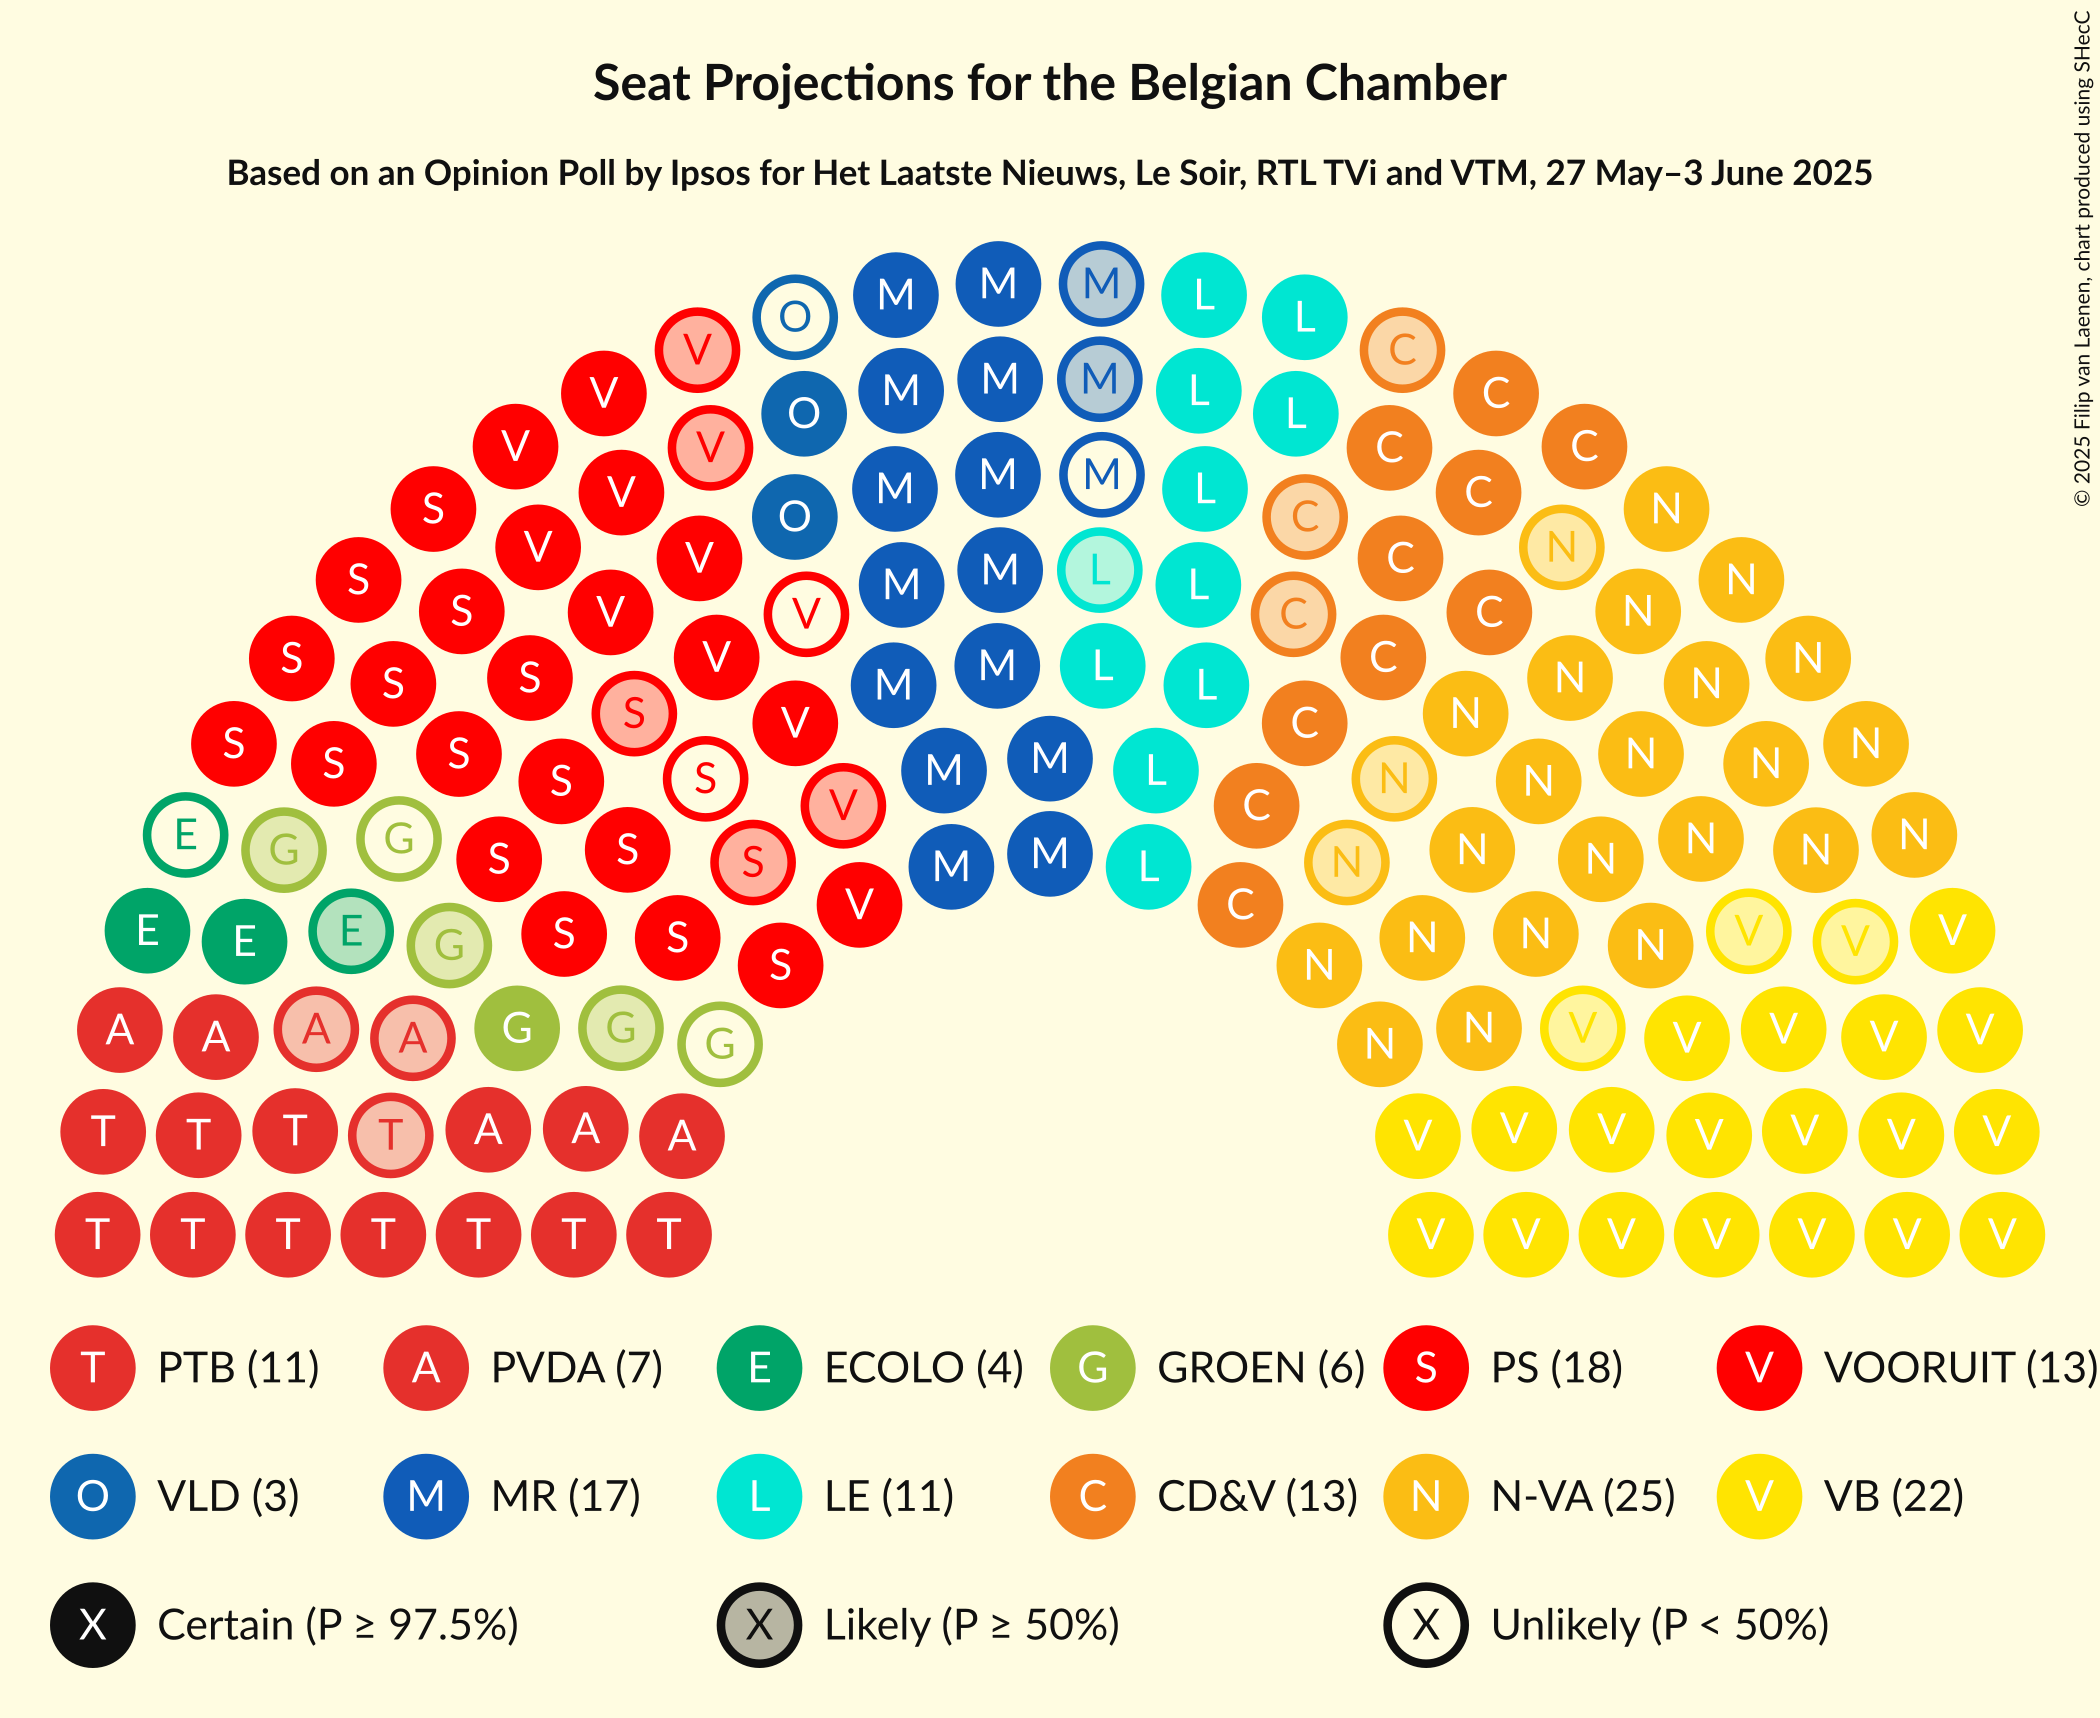 Seat Projections for the Belgian Chamber
Based on an Opinion Poll by Ipsos for Het Laatste Nieuws, Le Soir, RTL TVi and VTM, 27 May–3 June 2025
© 2025 Filip van Laenen, chart produced using SHecC
M M M
O M M L L
V M M M L L C
V V O M M L C C
V V M M M L C C
S V O M M L C C N N
S S V V M M L L C C C N N
S S S V V V M M L L C C C N N N
S S S S V M M L C N N N N
S S S S S V M M L C N N N N N
E G G S S S V M M L C N N N N N N
E E E G S S S V C N N N N V V V
A A A A G G G N N V V V V V
T T T T A A A V V V V V V V
T T T T T T T V V V V V V V
T PTB (11) A PVDA (7) E ECOLO (4) G GROEN (6) S PS (18) V VOORUIT (13)
O VLD (3) M MR (17) L LE (11) C CD&V (13) N N-VA (25) V VB (22)
X Certain (P ≥ 97.5%) X Likely (P ≥ 50%) X Unlikely (P < 50%)